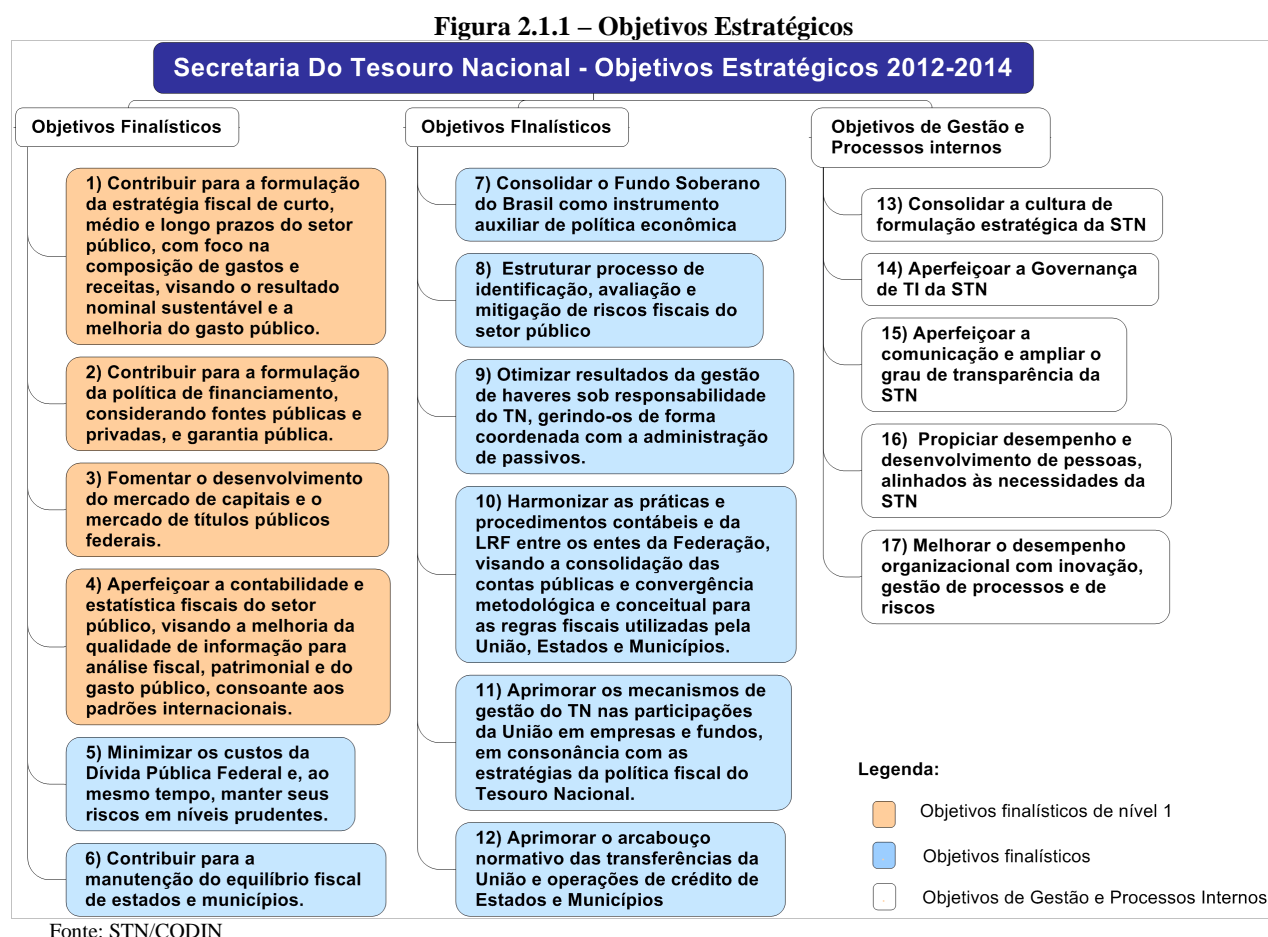 Figura 2.1.1 – Objetivos Estratégicos
Secretaria Do Tesouro Nacional - Objetivos Estratégicos 2012-2014
Objetivos Finalísticos
1) Contribuir para a formulação
da estratégia fiscal de curto,
médio e longo prazos do setor
público, com foco na
composição de gastos e
receitas, visando o resultado
nominal sustentável e a
melhoria do gasto público.
2) Contribuir para a formulação
da política de financiamento,
considerando fontes públicas e
privadas, e garantia pública.
3) Fomentar o desenvolvimento
do mercado de capitais e o
mercado de títulos públicos
federais.
4) Aperfeiçoar a contabilidade e
estatística fiscais do setor
público, visando a melhoria da
qualidade de informação para
análise fiscal, patrimonial e do
gasto público, consoante aos
padrões internacionais.
5) Minimizar os custos da
Dívida Pública Federal e, ao
mesmo tempo, manter seus
riscos em níveis prudentes.
6) Contribuir para a
manutenção do equilíbrio fiscal
de estados e municípios.
Objetivos FInalísticos
7) Consolidar o Fundo Soberano
do Brasil como instrumento
auxiliar de política econômica
8) Estruturar processo de
identificação, avaliação e
mitigação de riscos fiscais do
setor público
9) Otimizar resultados da gestão
de haveres sob responsabilidade
do TN, gerindo-os de forma
coordenada com a administração
de passivos.
10) Harmonizar as práticas e
procedimentos contábeis e da
LRF entre os entes da Federação,
visando a consolidação das
contas públicas e convergência
metodológica e conceitual para
as regras fiscais utilizadas pela
União, Estados e Municípios.
11) Aprimorar os mecanismos de
gestão do TN nas participações
da União em empresas e fundos,
em consonância com as
estratégias da política fiscal do
Tesouro Nacional.
12) Aprimorar o arcabouço
normativo das transferências da
União e operações de crédito de
Estados e Municípios
Objetivos de Gestão e
Processos internos
13) Consolidar a cultura de
formulação estratégica da STN
14) Aperfeiçoar a Governança
de TI da STN
15) Aperfeiçoar a
comunicação e ampliar o
grau de transparência da
STN
16) Propiciar desempenho e
desenvolvimento de pessoas,
alinhados às necessidades da
STN
17) Melhorar o desempenho
organizacional com inovação,
gestão de processos e de
riscos
Legenda:
Objetivos finalísticos de nível 1
Objetivos finalísticos
Objetivos de Gestão e Processos Internos
Fonte: STN/CODIN